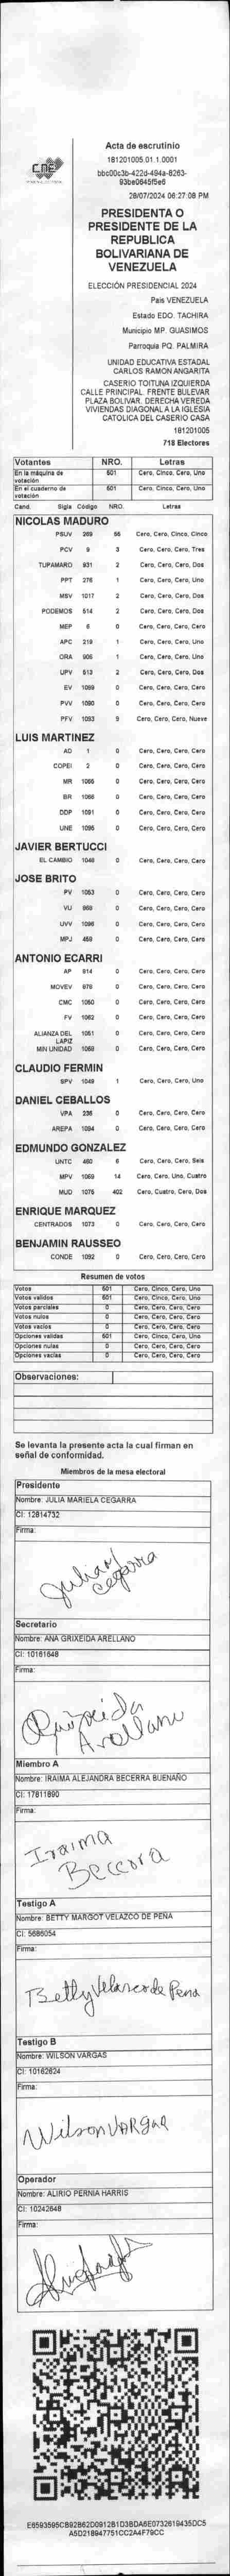 cne
Acta de escrutinio
181201005.01.1.0001
bbc00c3b-422d-494a-8263-
93be0645f5e6
28/07/2024 06:27:08 PM
PRESIDENTA O
PRESIDENTE DE LA
REPUBLICA
BOLIVARIANA DE
VENEZUELA
ELECCIÓN PRESIDENCIAL 2024
Pais VENEZUELA
Estado EDO. TACHIRA
Municipio MP. GUASIMOS
Parroquia PQ. PALMIRA
UNIDAD EDUCATIVA ESTADAL
CARLOS RAMON ANGARITA
CASERIO TOITUNA IZQUIERDA
CALLE PRINCIPAL. FRENTE BULEVAR
PLAZA BOLIVAR. DERECHA VEREDA
VIVIENDAS DIAGONAL A LA IGLESIA
CATOLICA DEL CASERIO CASA
181201005
718 Electores
Votantes NRO. Letras
En la máquina de votación 501 Cero, Cinco, Cero, Uno
En el cuaderno de votación 501 Cero, Cinco, Cero, Uno
Cand. Sigla Código NRO. Letras
NICOLAS MADURO
PSUV 269 55 Cero, Cero, Cinco, Cinco
PCV 9 3 Cero, Cero, Cero, Tres
TUPAMARO 931 2 Cero, Cero, Cero, Dos
PPT 276 1 Cero, Cero, Cero, Uno
MSV 1017 2 Cero, Cero, Cero, Dos
PODEMOS 514 2 Cero, Cero, Cero, Dos
MEP 6 0 Cero, Cero, Cero, Cero
APC 219 1 Cero, Cero, Cero, Uno
ORA 906 1 Cero, Cero, Cero, Uno
UPV 513 2 Cero, Cero, Cero, Dos
EV 1099 0 Cero, Cero, Cero, Cero
PVV 1090 0 Cero, Cero, Cero, Cero
PFV 1093 9 Cero, Cero, Cero, Nueve
LUIS MARTINEZ
AD 1 0 Cero, Cero, Cero, Cero
COPEI 2 0 Cero, Cero, Cero, Cero
MR 1066 0 Cero, Cero, Cero, Cero
BR 0 Cero, Cero, Cero, Cero
DDP 1091 0 Cero, Cero, Cero, Cero
UNE 1095 0 Cero, Cero, Cero, Cero
JAVIER BERTUCCI
EL CAMBIO 1048 0 Cero, Cero, Cero, Cero
JOSE BRITO
PV 1053 0 Cero, Cero, Cero, Cero
VU 968 0 Cero, Cero, Cero, Cero
UVV 0 Cero, Cero, Cero, Cero
MPJ 459 0 Cero, Cero, Cero, Cero
ANTONIO ECARRI
AP 914 0 Cero, Cero, Cero, Cero
MOVEV 979 0 Cero, Cero, Cero, Cero
CMC 1050 0 Cero, Cero, Cero, Cero
FV 1062 0 Cero, Cero, Cero, Cero
ALIANZA DEL LAPIZ 1051 0 Cero, Cero, Cero, Cero
MIN UNIDAD 1068 0 Cero, Cero, Cero, Cero
CLAUDIO FERMIN
SPV 1049 1 Cero, Cero, Cero, Uno
DANIEL CEBALLOS
VPA 236 0 Cero, Cero, Cero, Cero
AREPA 1094 0 Cero, Cero, Cero, Cero
EDMUNDO GONZALEZ
UNTC 460 6 Cero, Cero, Cero, Seis
MPV 1069 14 Cero, Cero, Uno, Cuatro
MUD 1075 402 Cero, Cuatro, Cero, Dos
ENRIQUE MARQUEZ
CENTRADOS 1073 0 Cero, Cero, Cero, Cero
BENJAMIN RAUSSEO
CONDE 1092 0 Cero, Cero, Cero, Cero
Resumen de votos
Votos 501 Cero, Cinco, Cero, Uno
Votos validos 501 Cero, Cinco, Cero, Uno
Votos parciales 0 Cero, Cero, Cero, Cero
Votos nulos 0 Cero, Cero, Cero, Cero
Votos vacios 0 Cero, Cero, Cero, Cero
Opciones validas 501 Cero, Cinco, Cero, Uno
Opciones nulas 0 Cero, Cero, Cero, Cero
Opciones vacias 0 Cero, Cero, Cero, Cero
Observaciones:
Se levanta la presente acta la cual firman en
señal de conformidad.
Miembros de la mesa electoral
Presidente
Nombre: JULIA MARIELA CEGARRA
CI: 12814732
Firma:
Julia M
Cegarra
Secretario
Nombre: ANA GRIXEIDA ARELLANO
CI: 10161648
Firma:
Grixeida
Arellano
Miembro A
Nombre: IRAIMA ALEJANDRA BECERRA BUENAÑO
CI: 17811890
Firma:
Iraima
Becerra
Testigo A
Nombre: BETTY MARGOT VELAZCO DE PEÑA
CI: 5686054
Firma:
Betty Velazco de Pena
Testigo B
Nombre: WILSON VARGAS
CI: 10162624
Firma:
Wilson VARgas
Operador
Nombre: ALIRIO PERNIA HARRIS
CI: 10242648
Firma:
E6593595CB92B62D0912B1D3BDA5E0732619435DC5
A5D218947751CC2A4F79CC